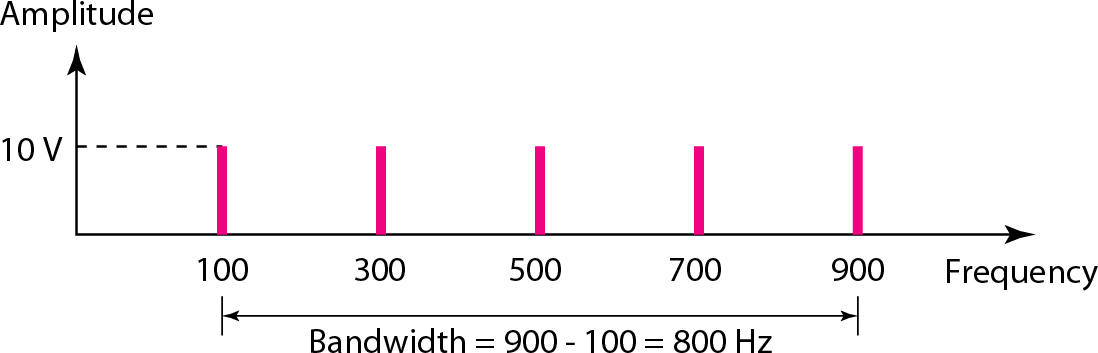 Amplitude
10 V
100 300 500 700 900 Frequency
Bandwidth = 900 - 100 = 800 Hz